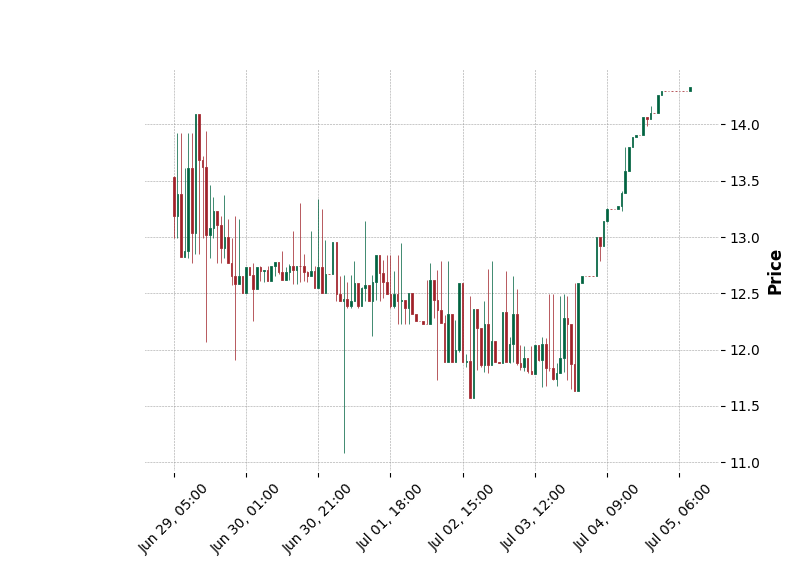 14.0
13.5
13.0
12.5
12.0
11.5
11.0
Price
Jun 29, 05:00
Jun 30, 01:00
Jun 30, 21:00
Jul 01, 18:00
Jul 02, 15:00
Jul 03, 12:00
Jul 04, 09:00
Jul 05, 06:00